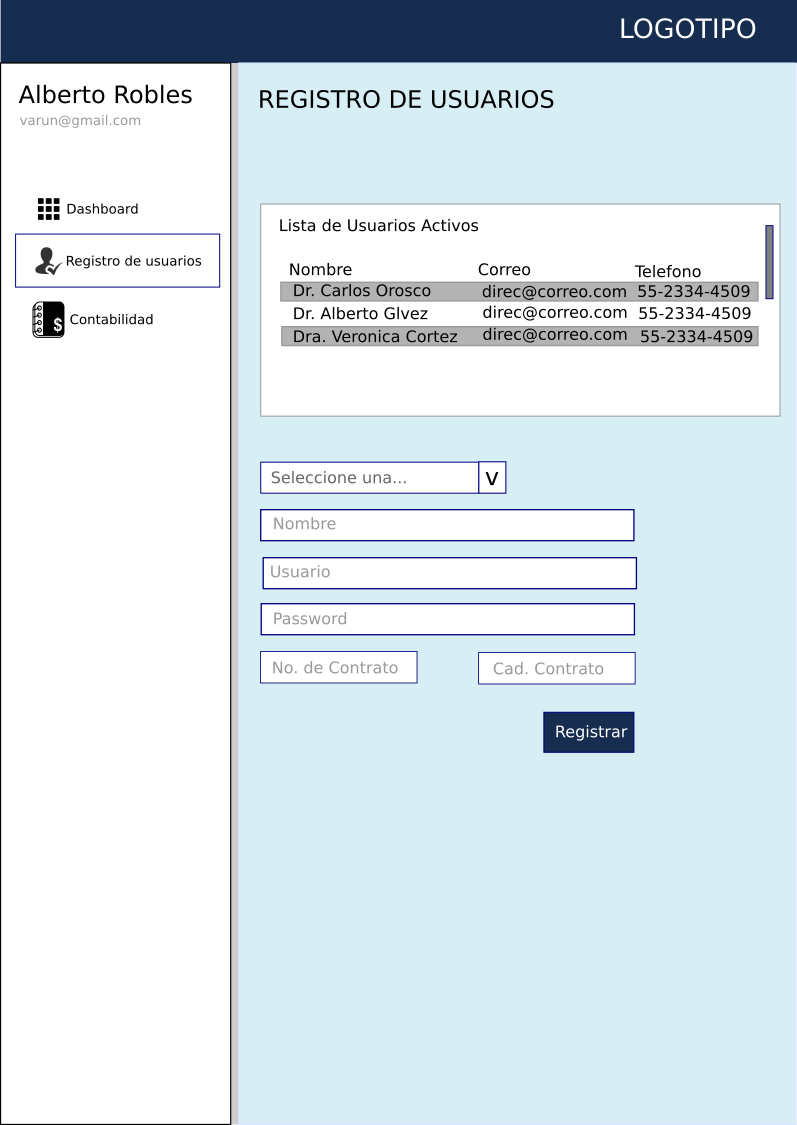 LOGOTIPO
Alberto Robles
varun@gmail.com
Dashboard
Registro de usuarios
$
Contabilidad
REGISTRO DE USUARIOS
Lista de Usuarios Activos
Nombre Correo Telefono
Dr. Carlos Orosco direc@correo.com 55-2334-4509
Dr. Alberto Glvez direc@correo.com 55-2334-4509
Dra. Veronica Cortez direc@correo.com 55-2334-4509
Seleccione una... V
Nombre
Usuario
Password
No. de Contrato Cad. Contrato
Registrar